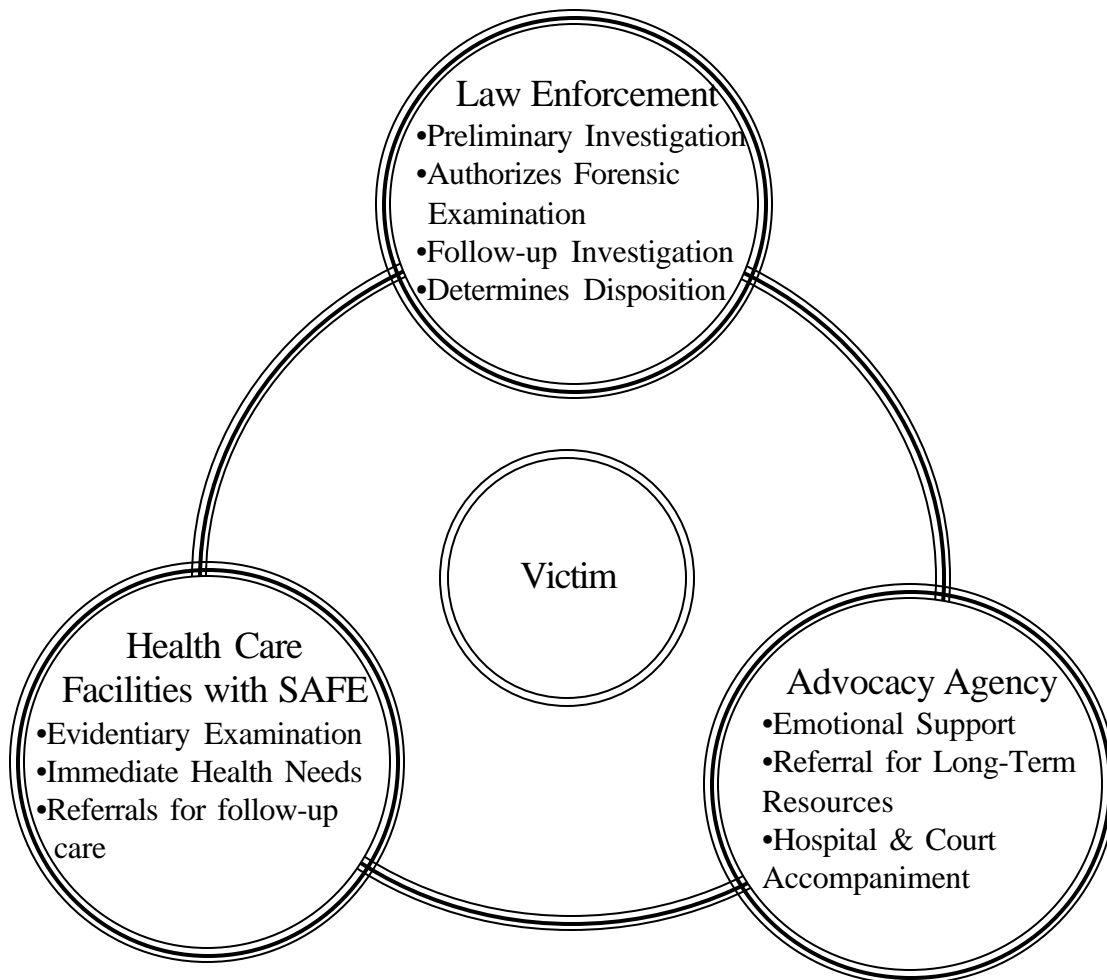 Law Enforcement
•Preliminary Investigation
•Authorizes Forensic
Examination
•Follow-up Investigation
•Determines Disposition
Victim
Health Care
Facilities with SAFE
•Evidentiary Examination
•Immediate Health Needs
•Referrals for follow-up
care
Advocacy Agency
•Emotional Support
•Referral for Long-Term
Resources
•Hospital & Court
Accompaniment